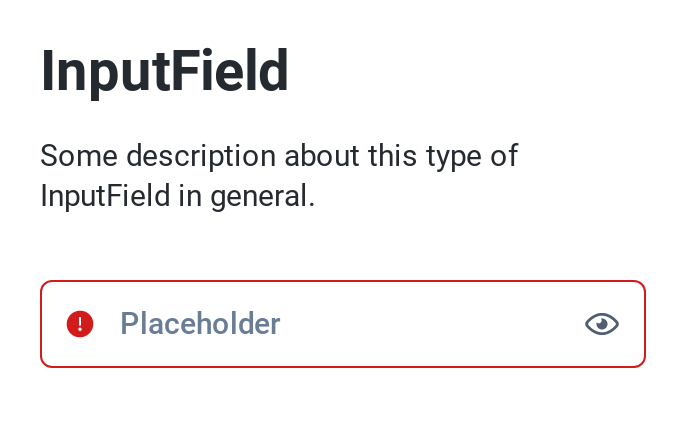 InputField
Some description about this type of
InputField in general.
Placeholder